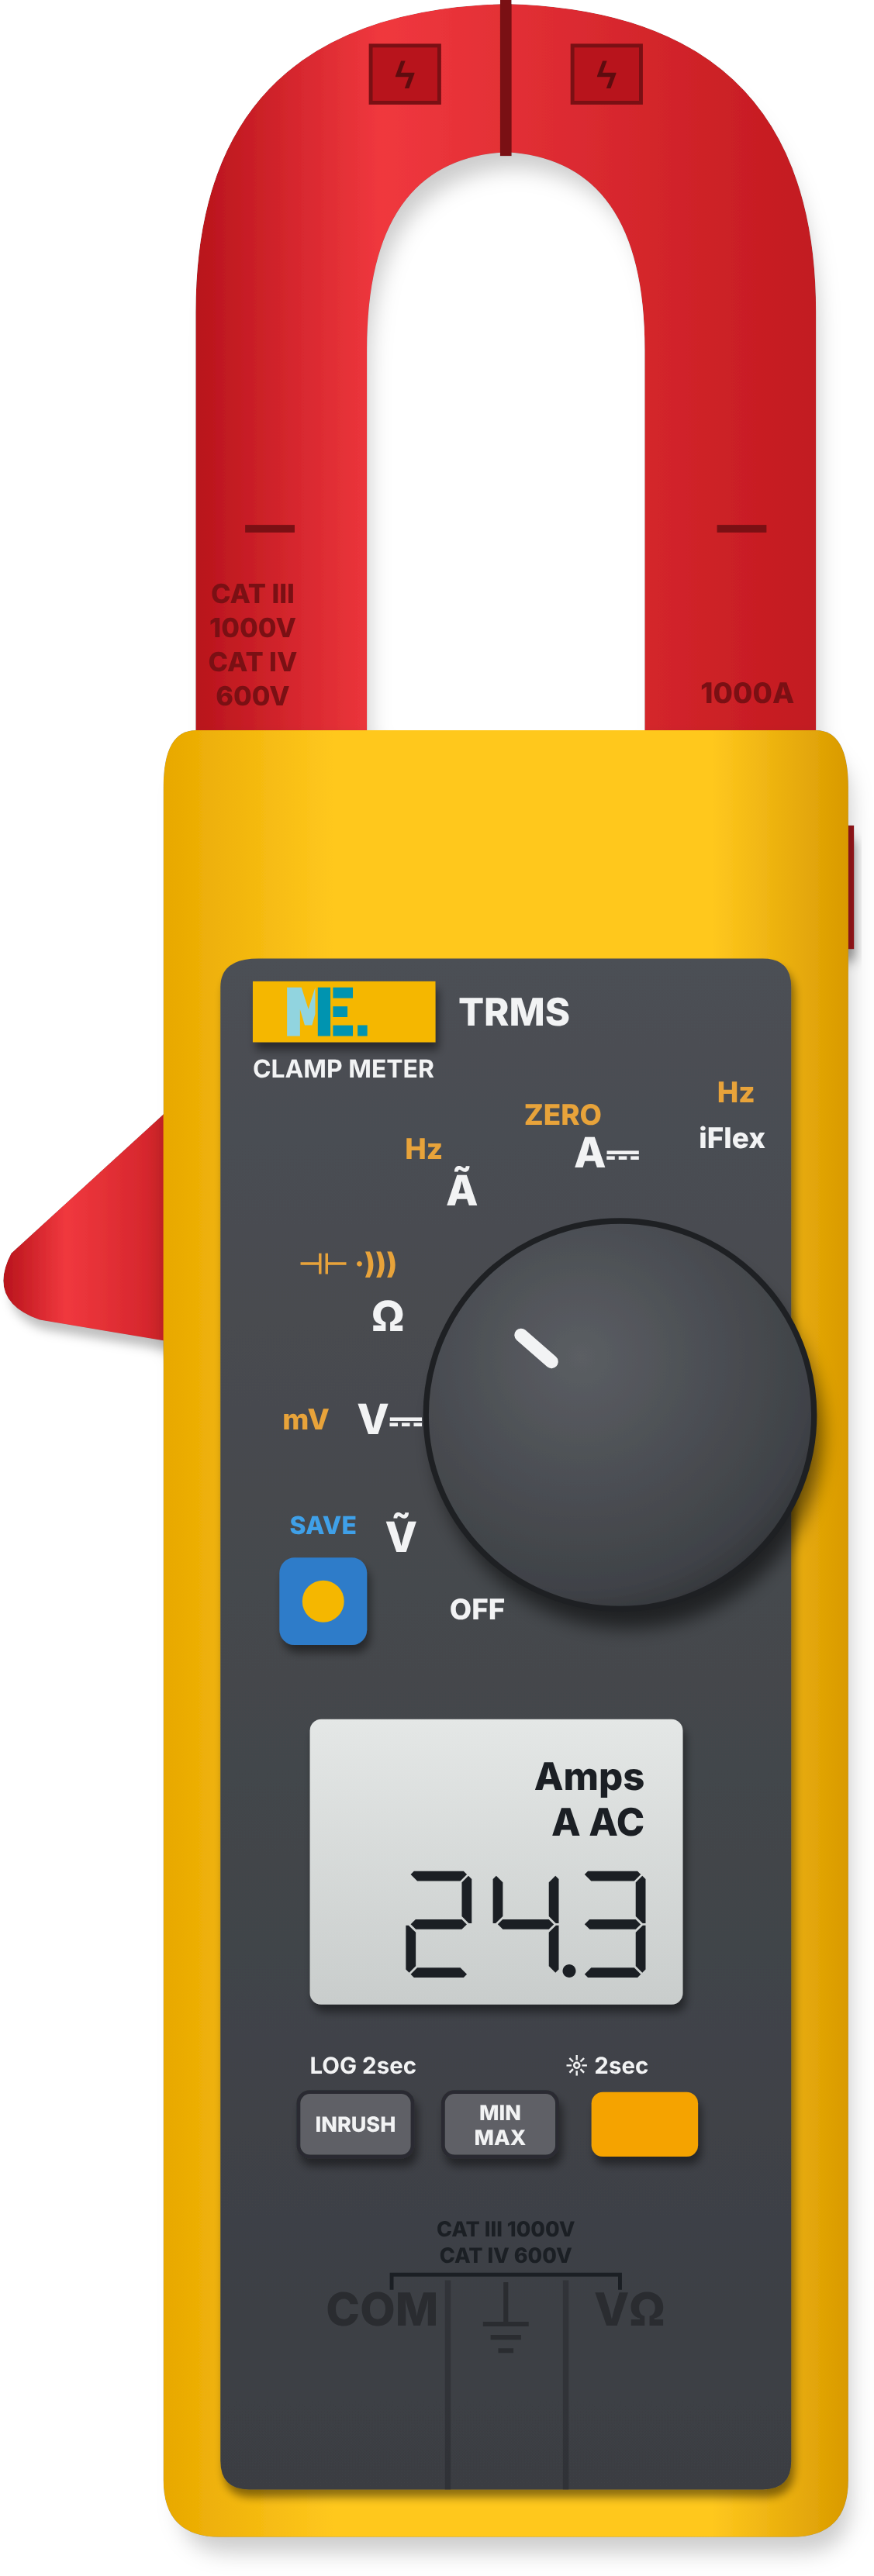 CAT III
1000V
CAT IV
600V
1000A
ME. TRMS
CLAMP METER
Hz
ZERO
iFlex
Hz
A⎓
Ã
Ω
mV V⎓
SAVE Ṽ
OFF
Amps
A AC
24.3
LOG 2sec 2sec
INRUSH
MIN
MAX
CAT III 1000V
CAT IV 600V
COM VΩ